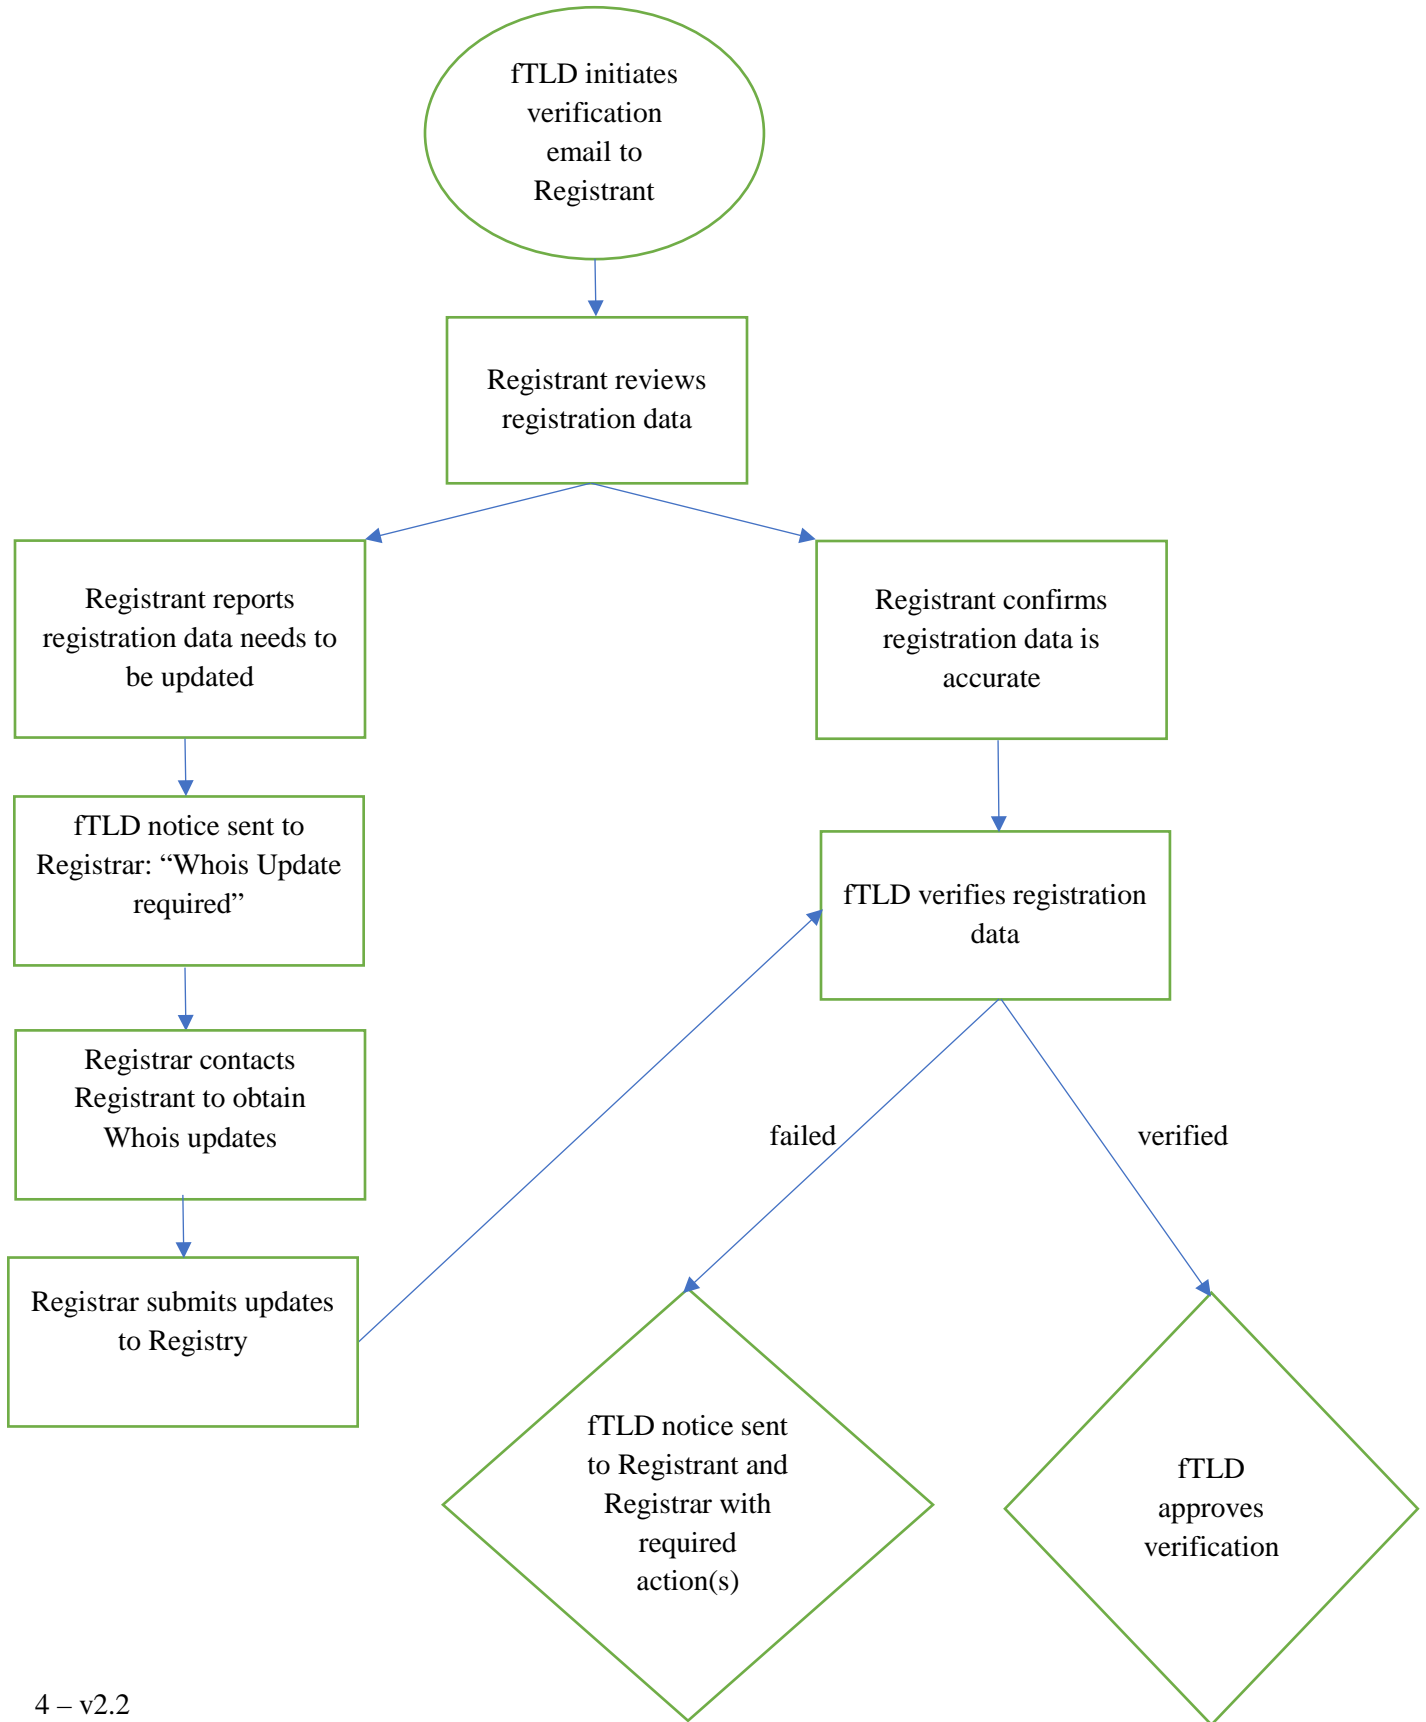 fTLD initiates
verification
email to
Registrant
Registrant reviews
registration data
Registrant reports
registration data needs to
be updated
Registrant confirms
registration data is
accurate
fTLD notice sent to
Registrar: “Whois Update
required”
fTLD verifies registration
data
Registrar contacts
Registrant to obtain
Whois updates
failed
verified
Registrar submits updates
to Registry
fTLD notice sent
to Registrant and
Registrar with
required
action(s)
fTLD
approves
verification
4 – v2.2